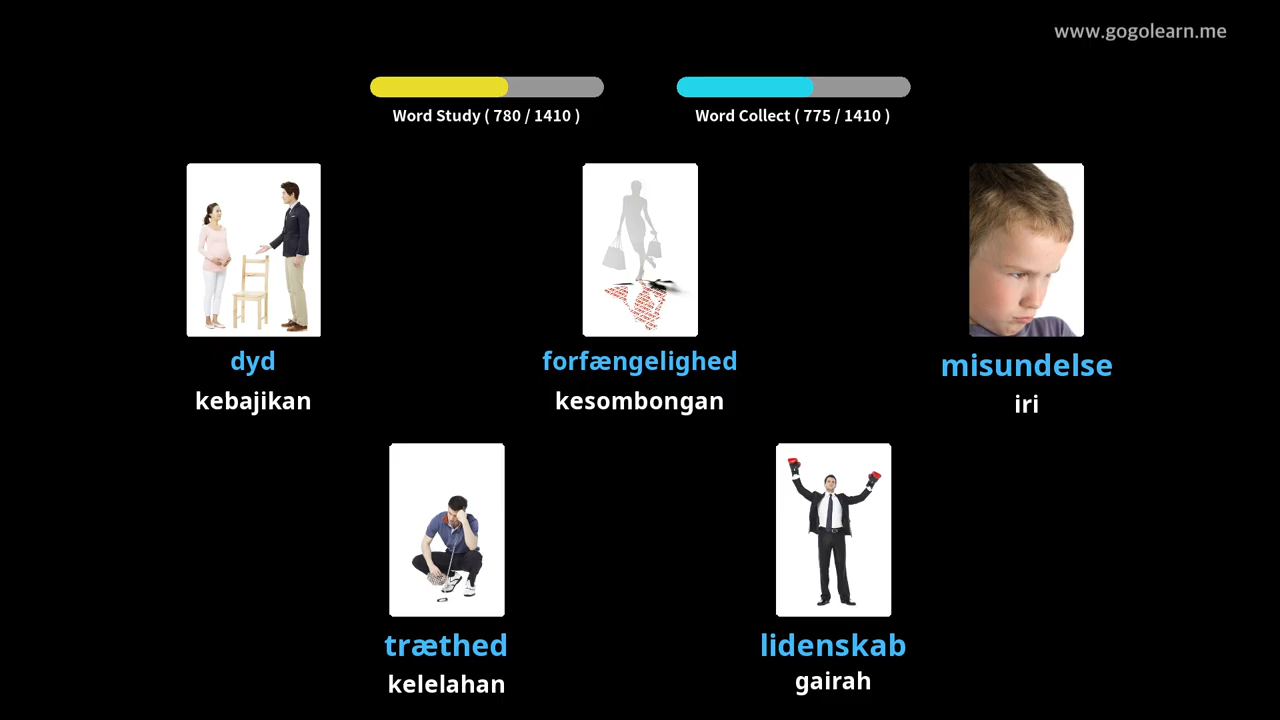 www.gogolearn.me
Word Study ( 780 / 1410 )
Word Collect ( 775 / 1410 )
dyd
kebajikan
forfængelighed
kesombongan
misundelse
iri
træthed
kelelahan
lidenskab
gairah